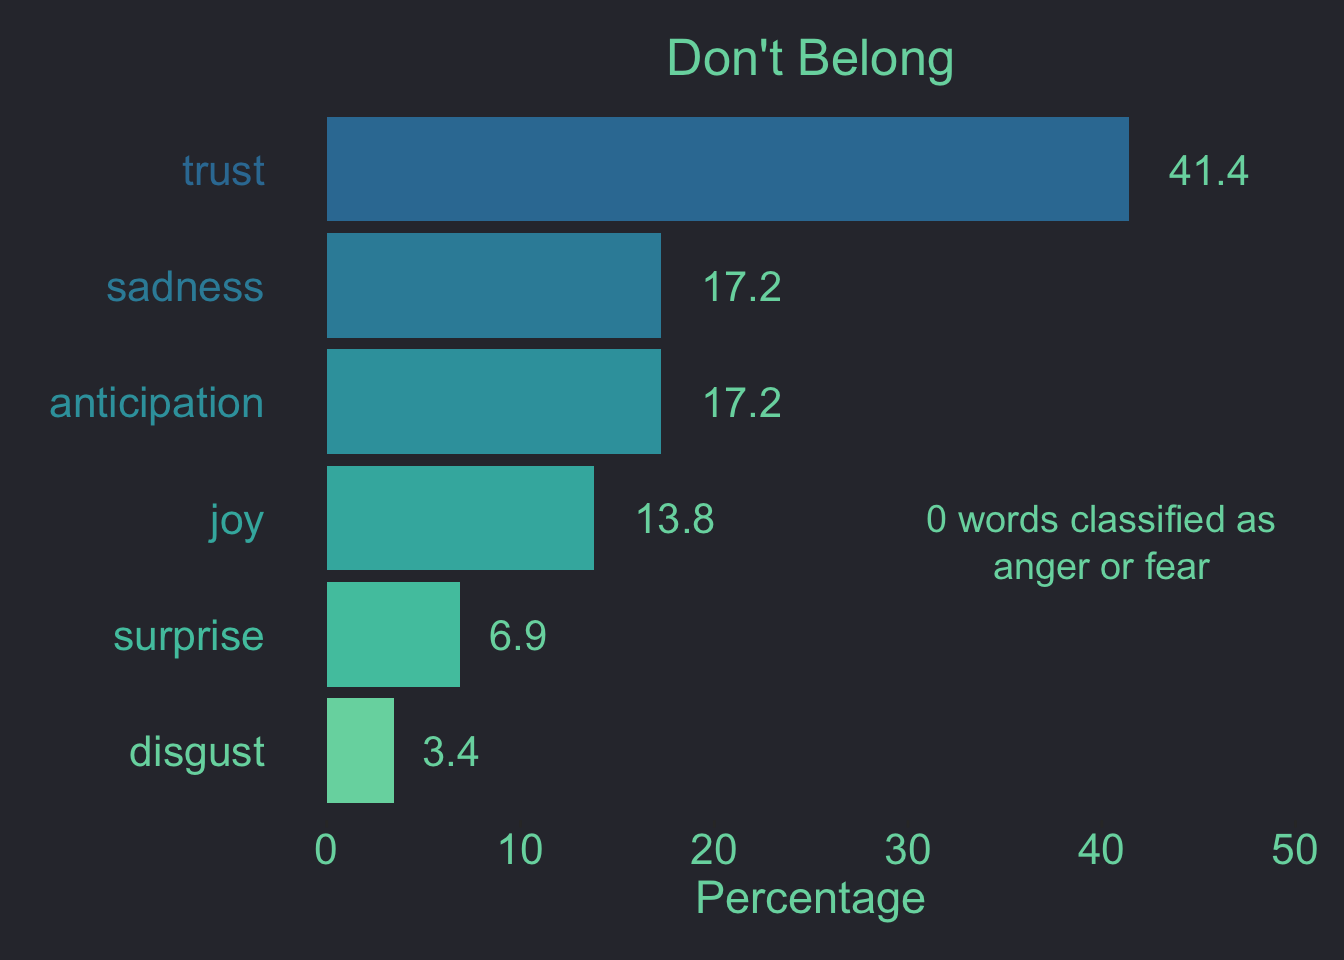 Don't Belong
trust 41.4
sadness 17.2
anticipation 17.2
joy 13.8
0 words classified as
anger or fear
surprise 6.9
disgust 3.4
0 10 20 30 40 50
Percentage